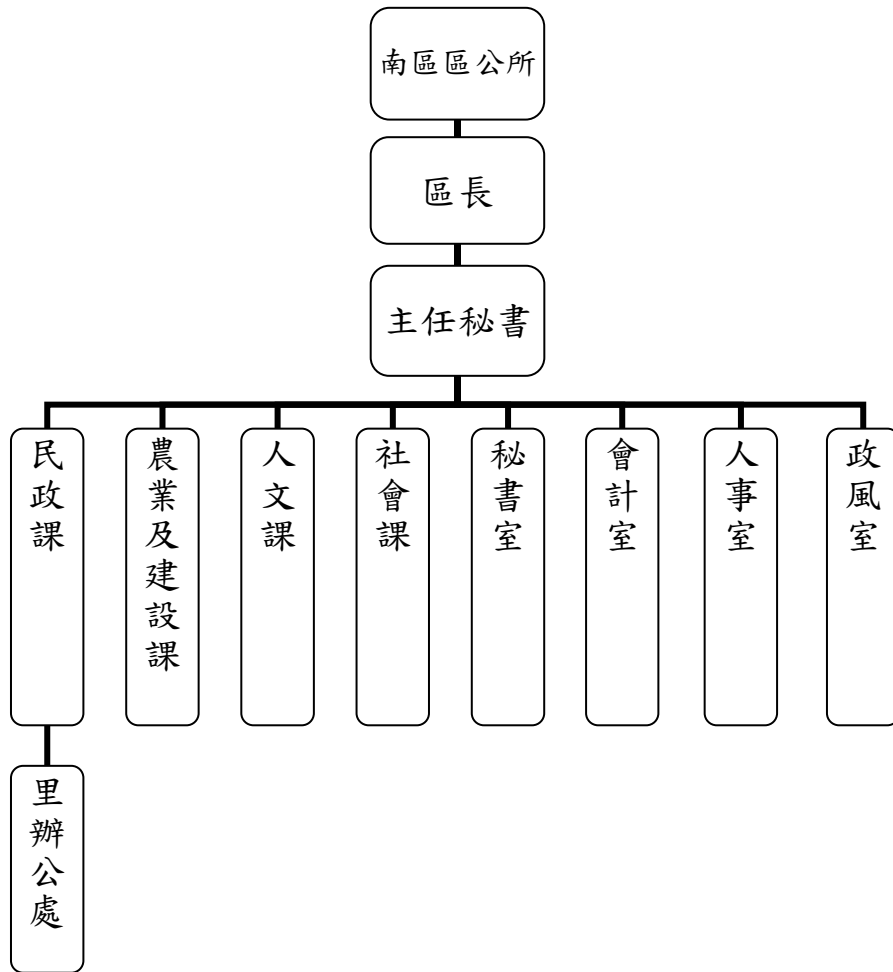 南區區公所
區長
主任秘書
民政課
農業及建設課
人文課
社會課
秘書室
會計室
人事室
政風室
里辦公處